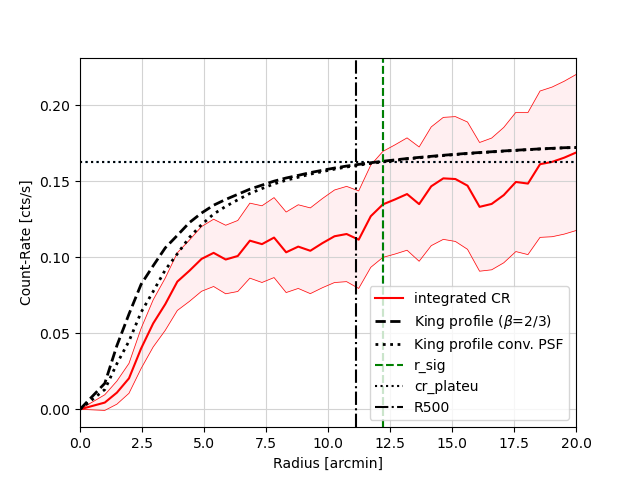 0.20
0.15
0.10
0.05
0.00
Count-Rate [cts/s]
integrated CR
King profile (β=2/3)
King profile conv. PSF
r_sig
cr_plateu
R500
0.0 2.5 5.0 7.5 10.0 12.5 15.0 17.5 20.0
Radius [arcmin]